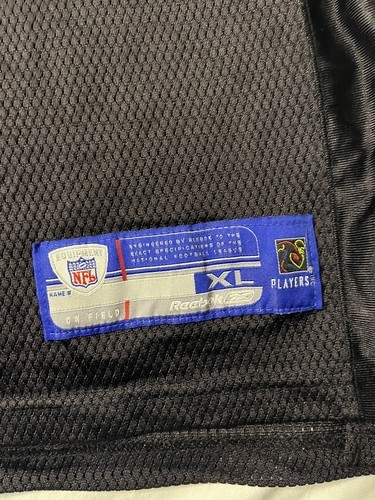 EQUIPMENT
NFL
NAME #
ENGINEERED BY REEBOK TO THE
EXACT SPECIFICATIONS OF THE
NATIONAL FOOTBALL LEAGUE
XL
Reebok
ON FIELD
PLAYERS